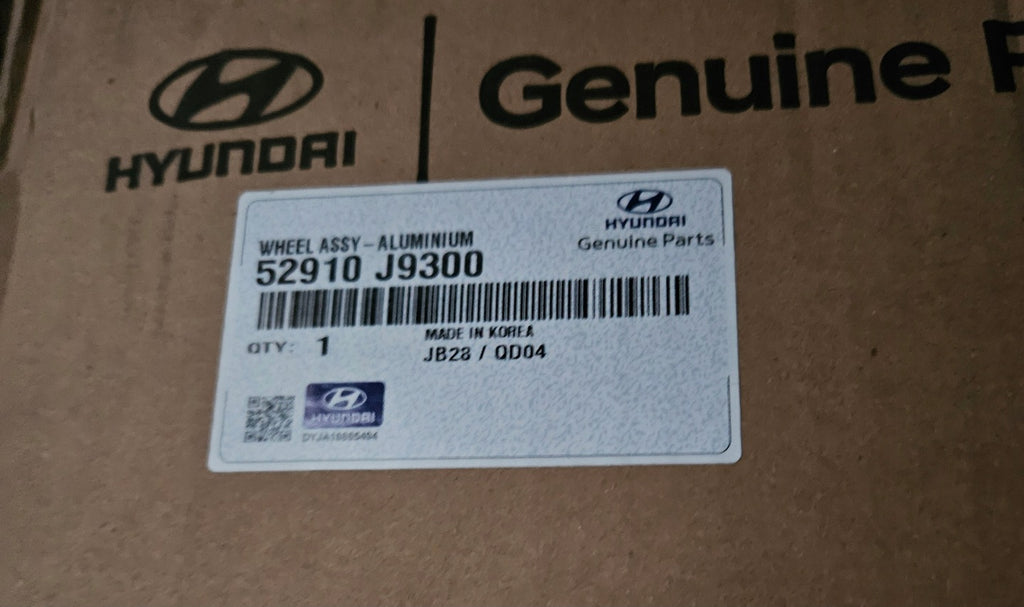 HYUNDAI
Genuine P
HYUNDAI
Genuine Parts
WHEEL ASSY-ALUMINIUM
52910 J9300
MADE IN KOREA
QTY: 1
JB28 / QD04
HYUNDAI